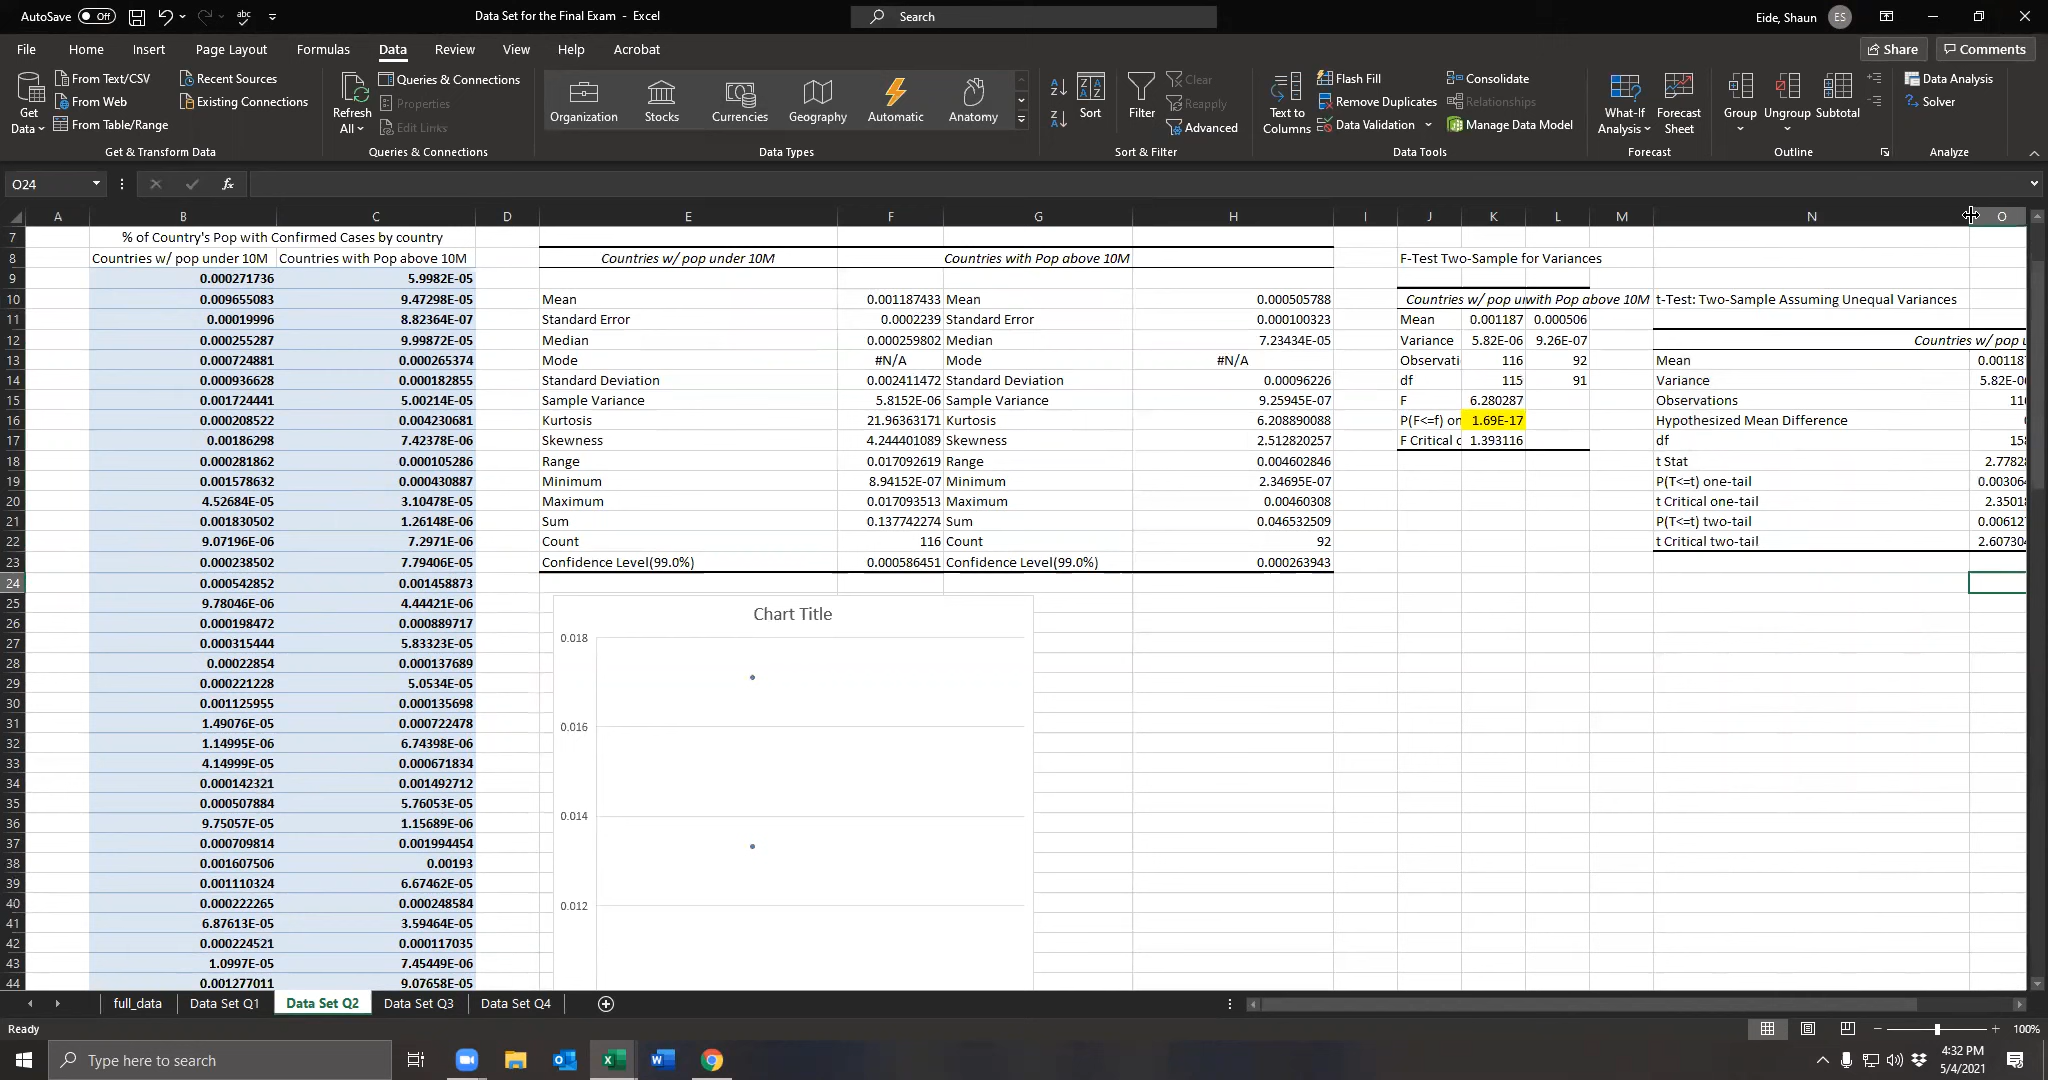 AutoSave Off abc Data Set for the Final Exam - Excel Search Eide, Shaun ES
File Home Insert Page Layout Formulas Data Review View Help Acrobat Share Comments
Get Data From Text/CSV From Web From Table/Range Recent Sources Existing Connections
Get & Transform Data
Refresh All Queries & Connections Properties Edit Links
Queries & Connections
Organization Stocks Currencies Geography Automatic Anatomy
Data Types
Sort Filter Clear Reapply Advanced
Sort & Filter
Text to Columns Flash Fill Remove Duplicates Data Validation Consolidate Relationships Manage Data Model
Data Tools
What-If Analysis Forecast Sheet
Forecast
Group Ungroup Subtotal
Outline
Data Analysis Solver
Analyze
O24 fx
A B C D E F G H I J K L M N O
7 % of Country's Pop with Confirmed Cases by country
8 Countries w/ pop under 10M Countries with Pop above 10M Countries w/ pop under 10M Countries with Pop above 10M F-Test Two-Sample for Variances
9 0.000271736 5.9982E-05
10 0.009655083 9.47298E-05 Mean 0.001187433 Mean 0.000505788 Countries w/ pop u with Pop above 10M t-Test: Two-Sample Assuming Unequal Variances
11 0.00019996 8.82364E-07 Standard Error 0.0002239 Standard Error 0.000100323 Mean 0.001187 0.000506
12 0.000255287 9.99872E-05 Median 0.000259802 Median 7.23434E-05 Variance 5.82E-06 9.26E-07 Countries w/ pop u
13 0.000724881 0.000265374 Mode #N/A Mode #N/A Observati 116 92 Mean 0.00118
14 0.000936628 0.000182855 Standard Deviation 0.002411472 Standard Deviation 0.00096226 df 115 91 Variance 5.82E-0
15 0.001724441 5.00214E-05 Sample Variance 5.8152E-06 Sample Variance 9.25945E-07 F 6.280287 Observations 11
16 0.000208522 0.004230681 Kurtosis 21.96363171 Kurtosis 6.208890088 P(F<=f) on 1.69E-17 Hypothesized Mean Difference
17 0.00186298 7.42378E-06 Skewness 4.244401089 Skewness 2.512820257 F Critical c 1.393116 df 158
18 0.000281862 0.000105286 Range 0.017092619 Range 0.004602846 t Stat 2.7782
19 0.001578632 0.000430887 Minimum 8.94152E-07 Minimum 2.34695E-07 P(T<=t) one-tail 0.00306
20 4.52684E-05 3.10478E-05 Maximum 0.017093513 Maximum 0.00460308 t Critical one-tail 2.35018
21 0.001830502 1.26148E-06 Sum 0.137742274 Sum 0.046532509 P(T<=t) two-tail 0.00612
22 9.07196E-06 7.2971E-06 Count 116 Count 92 t Critical two-tail 2.60730
23 0.000238502 7.79406E-05 Confidence Level(99.0%) 0.000586451 Confidence Level(99.0%) 0.000263943
24 0.000542852 0.001458873
25 9.78046E-06 4.44421E-05
26 0.000198472 0.000889717
27 0.000315444 5.83323E-05
28 0.00022854 0.000137689
29 0.000221228 5.0534E-05
30 0.001125955 0.000135698
31 1.49076E-05 0.000722478
32 1.14995E-06 6.74398E-06
33 4.14999E-05 0.000671834
34 0.000142321 0.001492712
35 0.000507884 5.76053E-05
36 9.75057E-05 1.15689E-06
37 0.000709814 0.001994454
38 0.001607506 0.00193
39 0.001110324 6.67462E-05
40 0.000222265 0.000248584
41 6.87613E-05 3.59464E-05
42 0.000224521 0.000117035
43 1.0997E-05 7.45449E-06
44 0.001277011 9.07658E-05
Chart Title
0.018
0.016
0.014
0.012
full_data Data Set Q1 Data Set Q2 Data Set Q3 Data Set Q4
Ready 100%
Type here to search 4:32 PM
5/4/2021